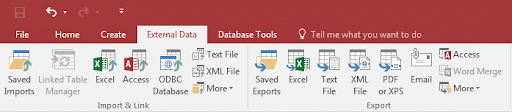 File Home Create External Data Database Tools Tell me what you want to do
Saved Imports
Linked Table Manager
Excel
Access
ODBC Database
Text File
XML File
More
Import & Link
Saved Exports
Excel
Text File
XML File
PDF or XPS
Email
Access
Word Merge
More
Export